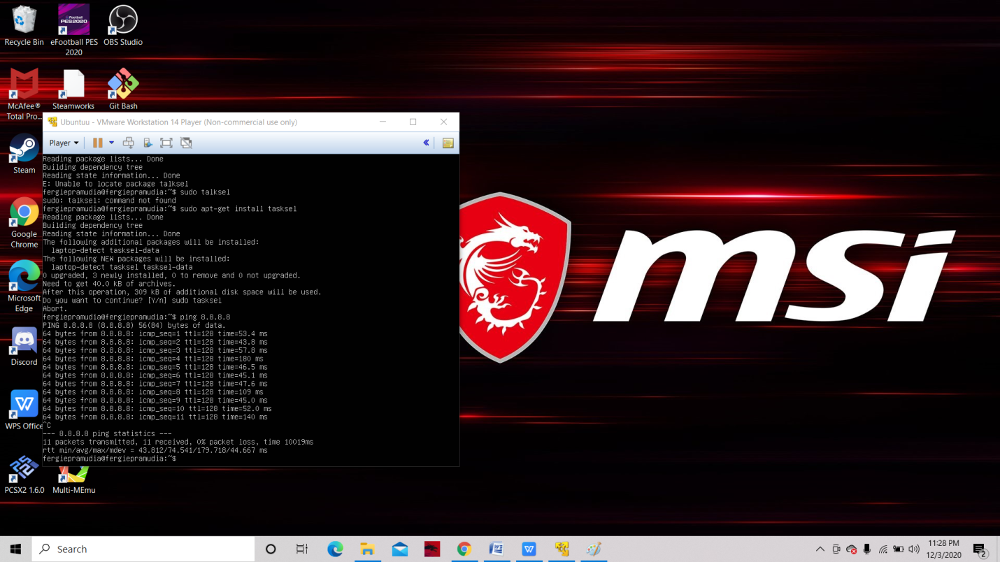 Recycle Bin
eFootball PES 2020
OBS Studio
eFootball
PES2020
McAfee®
Total Pro...
Steamworks
Git Bash
Steam
Google
Chrome
Microsoft
Edge
Discord
WPS Office
PCSX2 1.6.0
Multi-MEmu
Ubuntuu - VMware Workstation 14 Player (Non-commercial use only)
Player
Reading package lists... Done
Building dependency tree
Reading state information... Done
E: Unable to locate package talksel
fergiepramudia@fergiepramudia:~$ sudo talksel
sudo: talksel: command not found
fergiepramudia@fergiepramudia:~$ sudo apt-get install tasksel
Reading package lists... Done
Building dependency tree
Reading state information... Done
The following additional packages will be installed:
  laptop-detect tasksel-data
The following NEW packages will be installed:
  laptop-detect tasksel tasksel-data
0 upgraded, 3 newly installed, 0 to remove and 0 not upgraded.
Need to get 40.0 kB of archives.
After this operation, 309 kB of additional disk space will be used.
Do you want to continue? [Y/n] sudo tasksel
Abort.
fergiepramudia@fergiepramudia:~$ ping 8.8.8.8
PING 8.8.8.8 (8.8.8.8) 56(84) bytes of data.
64 bytes from 8.8.8.8: icmp_seq=1 ttl=128 time=53.4 ms
64 bytes from 8.8.8.8: icmp_seq=2 ttl=128 time=43.8 ms
64 bytes from 8.8.8.8: icmp_seq=3 ttl=128 time=57.8 ms
64 bytes from 8.8.8.8: icmp_seq=4 ttl=128 time=180 ms
64 bytes from 8.8.8.8: icmp_seq=5 ttl=128 time=46.5 ms
64 bytes from 8.8.8.8: icmp_seq=6 ttl=128 time=45.1 ms
64 bytes from 8.8.8.8: icmp_seq=7 ttl=128 time=47.6 ms
64 bytes from 8.8.8.8: icmp_seq=8 ttl=128 time=109 ms
64 bytes from 8.8.8.8: icmp_seq=9 ttl=128 time=45.0 ms
64 bytes from 8.8.8.8: icmp_seq=10 ttl=128 time=52.0 ms
64 bytes from 8.8.8.8: icmp_seq=11 ttl=128 time=140 ms
^C
--- 8.8.8.8 ping statistics ---
11 packets transmitted, 11 received, 0% packet loss, time 10019ms
rtt min/avg/max/mdev = 43.812/74.541/179.718/44.667 ms
fergiepramudia@fergiepramudia:~$
msi
Search
11:28 PM
12/3/2020
2